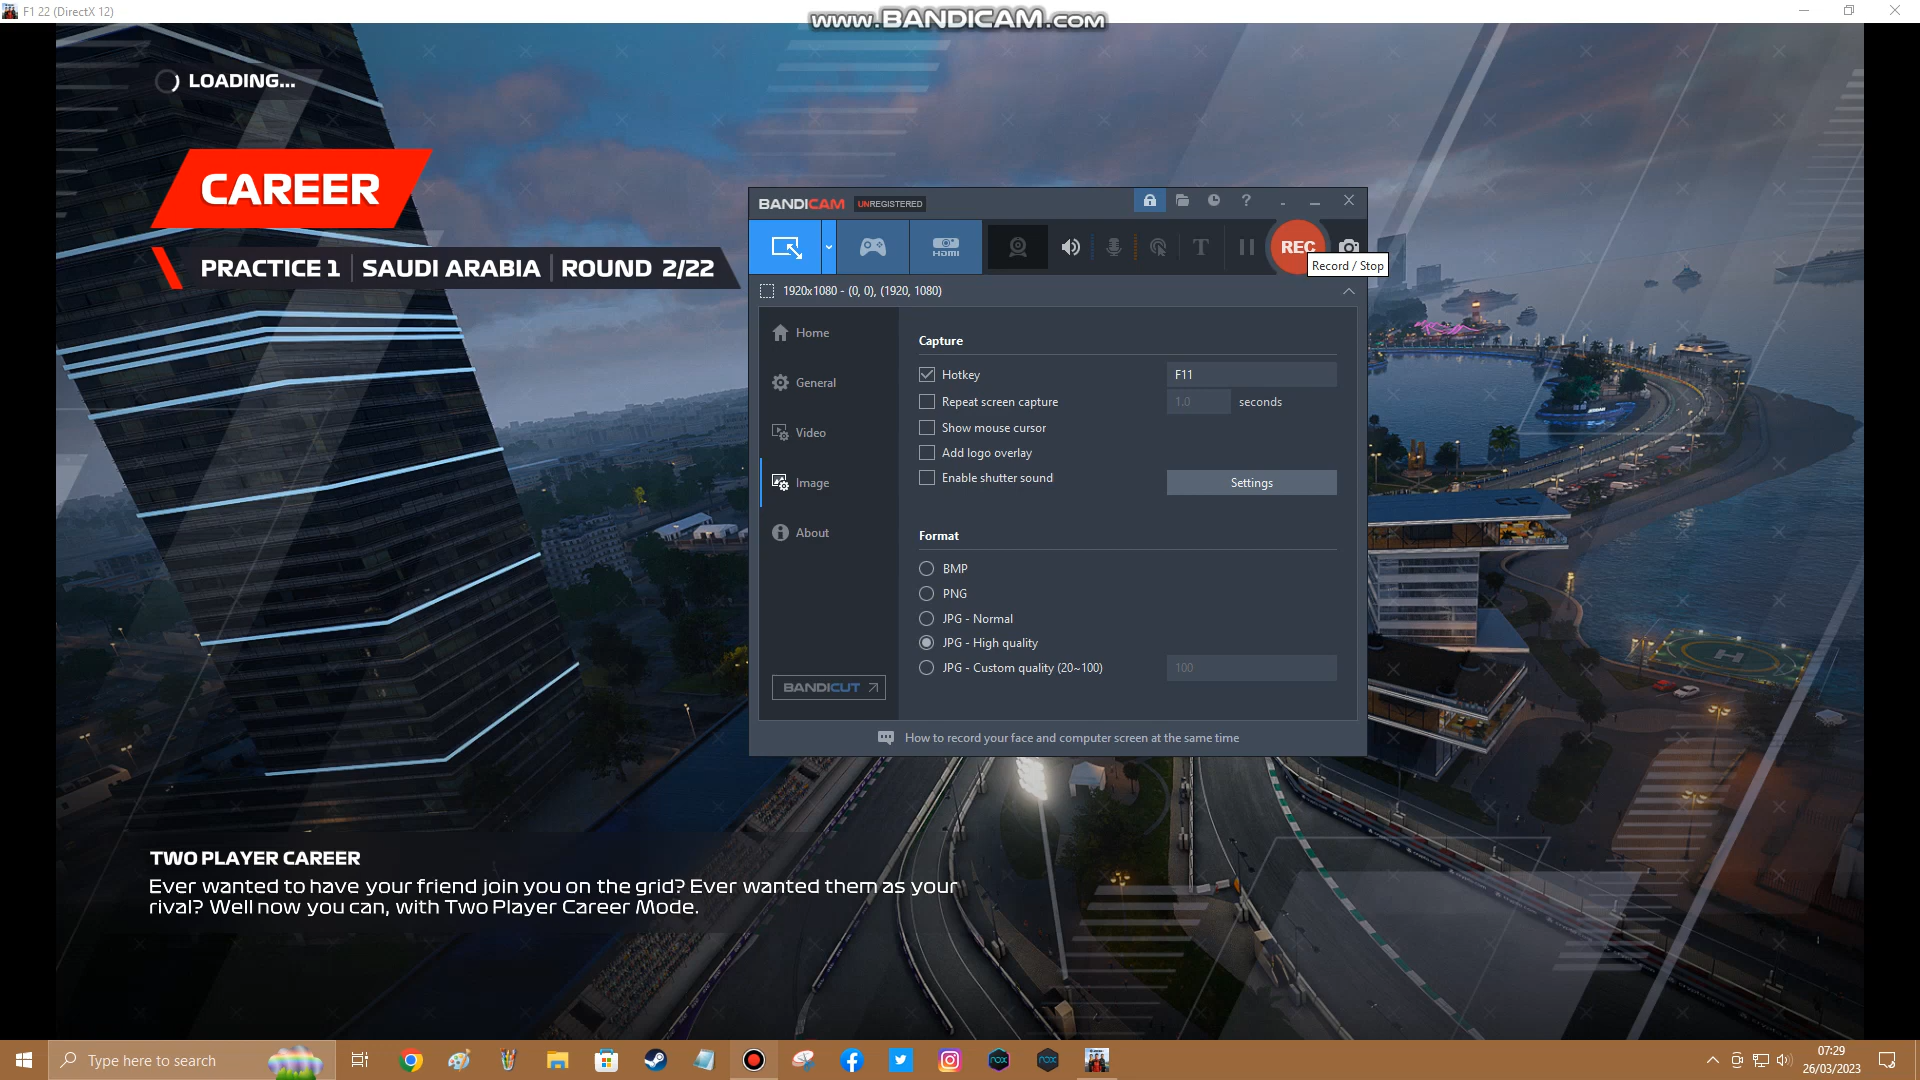 F1 22 (DirectX 12)
www.BANDICAM.com
LOADING...
CAREER
PRACTICE 1 | SAUDI ARABIA | ROUND 2/22
BANDICAM UNREGISTERED
?
HDMI
T
REC
Record / Stop
1920x1080 - (0, 0), (1920, 1080)
Home
General
Video
Image
About
BANDICUT
Capture
Hotkey F11
Repeat screen capture 1.0 seconds
Show mouse cursor
Add logo overlay
Enable shutter sound Settings
Format
BMP
PNG
JPG - Normal
JPG - High quality
JPG - Custom quality (20~100) 100
How to record your face and computer screen at the same time
H
TWO PLAYER CAREER
Ever wanted to have your friend join you on the grid? Ever wanted them as your
rival? Well now you can, with Two Player Career Mode.
Type here to search
nox
nox
07:29
26/03/2023